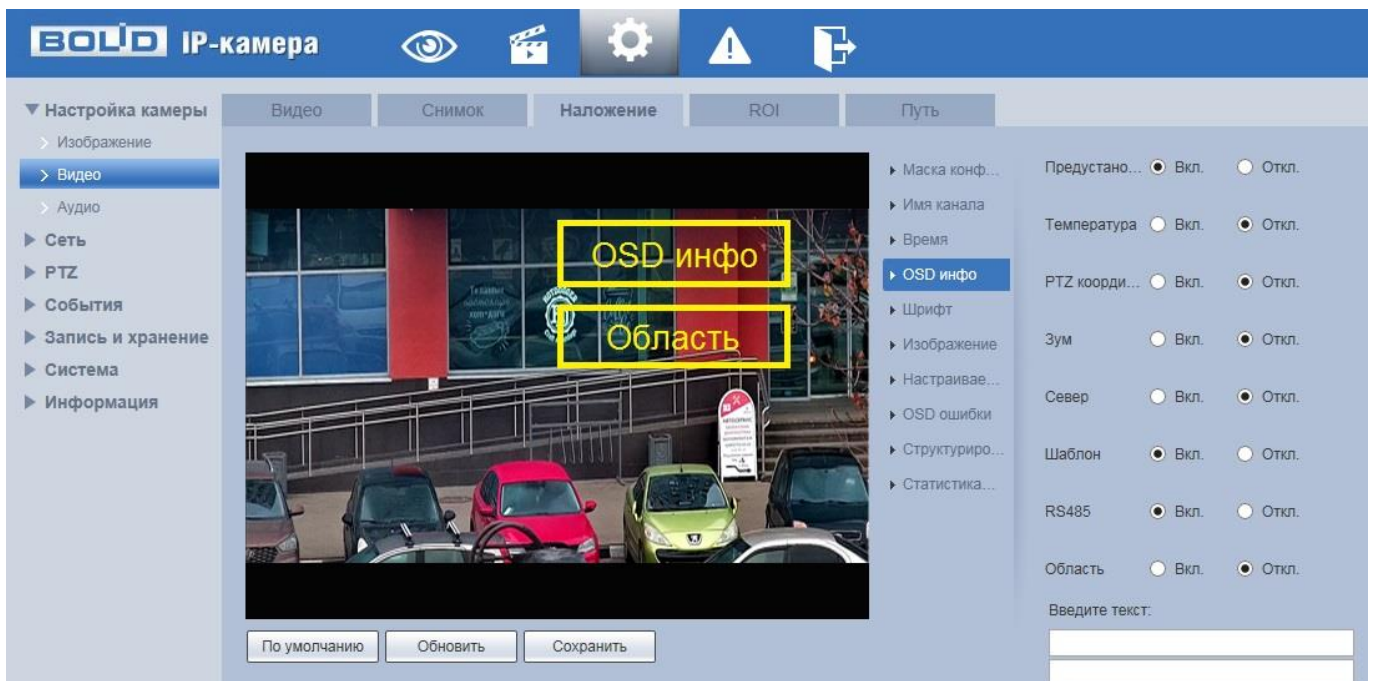 BOLID IP-камера
Настройка камеры
Изображение
Видео
Аудио
Сеть
PTZ
События
Запись и хранение
Система
Информация
Видео Снимок Наложение ROI Путь
OSD инфо
Область
АВТОСЕРВИС
По умолчанию Обновить Сохранить
Маска конф...
Имя канала
Время
OSD инфо
Шрифт
Изображение
Настраивае...
OSD ошибки
Структуриро...
Статистика...
Предустано... Вкл. Откл.
Температура Вкл. Откл.
PTZ коорди... Вкл. Откл.
Зум Вкл. Откл.
Север Вкл. Откл.
Шаблон Вкл. Откл.
RS485 Вкл. Откл.
Область Вкл. Откл.
Введите текст: